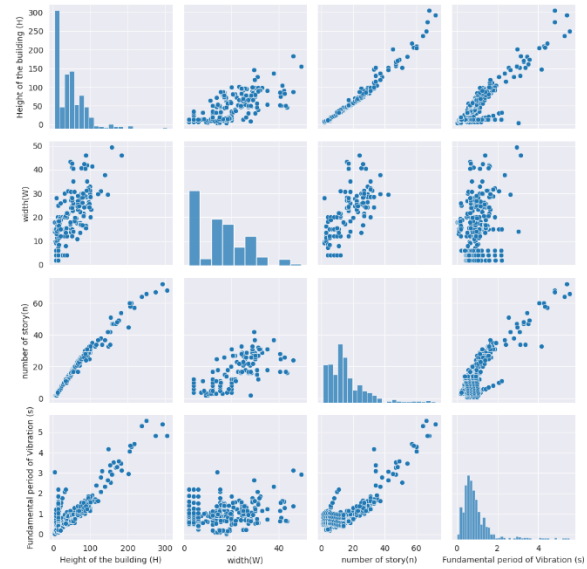 Height of the building (H)
300
250
200
150
100
50
0
width(W)
50
40
30
20
10
0
number of story(n)
60
40
20
0
Fundamental period of Vibration (s)
5
4
3
2
1
0
0 100 200 300
Height of the building (H)
0 20 40
width(W)
0 20 40 60
number of story(n)
0 2 4
Fundamental period of Vibration (s)